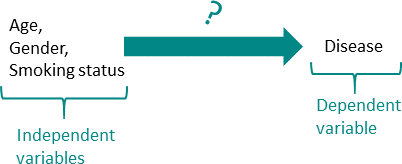 Age,
Gender,
Smoking status
?
Disease
Independent
variables
Dependent
variable